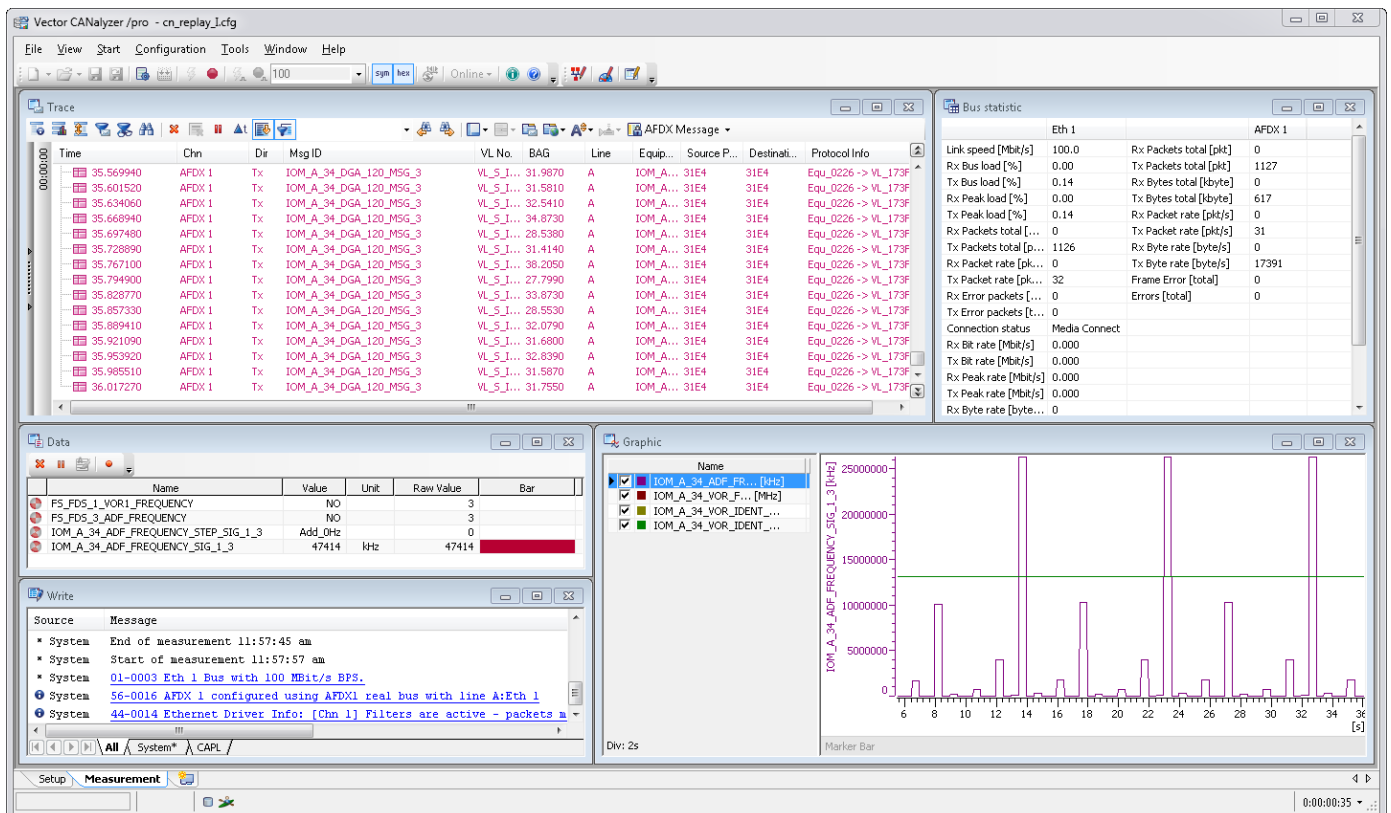 Vector CANalyzer /pro - cn_replay_I.cfg
File View Start Configuration Tools Window Help
100 sym hex Online
Trace
AFDX Message
00:00:00
Time Chn Dir Msg ID VL No. BAG Line Equip... Source P... Destinati... Protocol Info
35.569940 AFDX 1 Tx IOM_A_34_DGA_120_MSG_3 VL_S_I... 31.9870 A IOM_A... 31E4 31E4 Equ_0226 -> VL_173F
35.601520 AFDX 1 Tx IOM_A_34_DGA_120_MSG_3 VL_S_I... 31.5810 A IOM_A... 31E4 31E4 Equ_0226 -> VL_173F
35.634060 AFDX 1 Tx IOM_A_34_DGA_120_MSG_3 VL_S_I... 32.5410 A IOM_A... 31E4 31E4 Equ_0226 -> VL_173F
35.668940 AFDX 1 Tx IOM_A_34_DGA_120_MSG_3 VL_S_I... 34.8730 A IOM_A... 31E4 31E4 Equ_0226 -> VL_173F
35.697480 AFDX 1 Tx IOM_A_34_DGA_120_MSG_3 VL_S_I... 28.5380 A IOM_A... 31E4 31E4 Equ_0226 -> VL_173F
35.728890 AFDX 1 Tx IOM_A_34_DGA_120_MSG_3 VL_S_I... 31.4140 A IOM_A... 31E4 31E4 Equ_0226 -> VL_173F
35.767100 AFDX 1 Tx IOM_A_34_DGA_120_MSG_3 VL_S_I... 38.2050 A IOM_A... 31E4 31E4 Equ_0226 -> VL_173F
35.794900 AFDX 1 Tx IOM_A_34_DGA_120_MSG_3 VL_S_I... 27.7990 A IOM_A... 31E4 31E4 Equ_0226 -> VL_173F
35.828770 AFDX 1 Tx IOM_A_34_DGA_120_MSG_3 VL_S_I... 33.8730 A IOM_A... 31E4 31E4 Equ_0226 -> VL_173F
35.857330 AFDX 1 Tx IOM_A_34_DGA_120_MSG_3 VL_S_I... 28.5530 A IOM_A... 31E4 31E4 Equ_0226 -> VL_173F
35.889410 AFDX 1 Tx IOM_A_34_DGA_120_MSG_3 VL_S_I... 32.0790 A IOM_A... 31E4 31E4 Equ_0226 -> VL_173F
35.921090 AFDX 1 Tx IOM_A_34_DGA_120_MSG_3 VL_S_I... 31.6800 A IOM_A... 31E4 31E4 Equ_0226 -> VL_173F
35.953920 AFDX 1 Tx IOM_A_34_DGA_120_MSG_3 VL_S_I... 32.8390 A IOM_A... 31E4 31E4 Equ_0226 -> VL_173F
35.985510 AFDX 1 Tx IOM_A_34_DGA_120_MSG_3 VL_S_I... 31.5870 A IOM_A... 31E4 31E4 Equ_0226 -> VL_173F
36.017270 AFDX 1 Tx IOM_A_34_DGA_120_MSG_3 VL_S_I... 31.7550 A IOM_A... 31E4 31E4 Equ_0226 -> VL_173F
Bus statistic
Eth 1 AFDX 1
Link speed [Mbit/s] 100.0 Rx Packets total [pkt] 0
Rx Bus load [%] 0.00 Tx Packets total [pkt] 1127
Tx Bus load [%] 0.14 Rx Bytes total [kbyte] 0
Rx Peak load [%] 0.00 Tx Bytes total [kbyte] 617
Tx Peak load [%] 0.14 Rx Packet rate [pkt/s] 0
Rx Packets total [... 0 Tx Packet rate [pkt/s] 31
Tx Packets total [p... 1126 Rx Byte rate [byte/s] 0
Rx Packet rate [pk... 0 Tx Byte rate [byte/s] 17391
Tx Packet rate [pk... 32 Frame Error [total] 0
Rx Error packets [... 0 Errors [total] 0
Tx Error packets [t... 0
Connection status Media Connect
Rx Bit rate [Mbit/s] 0.000
Tx Bit rate [Mbit/s] 0.000
Rx Peak rate [Mbit/s] 0.000
Tx Peak rate [Mbit/s] 0.000
Rx Byte rate [byte... 0
Data
Name Value Unit Raw Value Bar
FS_FDS_1_VOR1_FREQUENCY NO 3
FS_FDS_3_ADF_FREQUENCY NO 3
IOM_A_34_ADF_FREQUENCY_STEP_SIG_1_3 Add_0Hz 0
IOM_A_34_ADF_FREQUENCY_SIG_1_3 47414 kHz 47414
Write
Source Message
System End of measurement 11:57:45 am
System Start of measurement 11:57:57 am
System 01-0003 Eth 1 Bus with 100 MBit/s BPS.
System 56-0016 AFDX 1 configured using AFDX1 real bus with line A:Eth 1
System 44-0014 Ethernet Driver Info: [Chn 1] Filters are active - packets m
All System* CAPL
Graphic
Name
IOM_A_34_ADF_FR... [kHz]
IOM_A_34_VOR_F... [MHz]
IOM_A_34_VOR_IDENT_...
IOM_A_34_VOR_IDENT_...
Div: 2s
IOM_A_34_ADF_FREQUENCY_SIG_1_3 [kHz]
25000000
20000000
15000000
10000000
5000000
0
6 8 10 12 14 16 18 20 22 24 26 28 30 32 34 36
[s]
Marker Bar
Setup Measurement
0:00:00:35